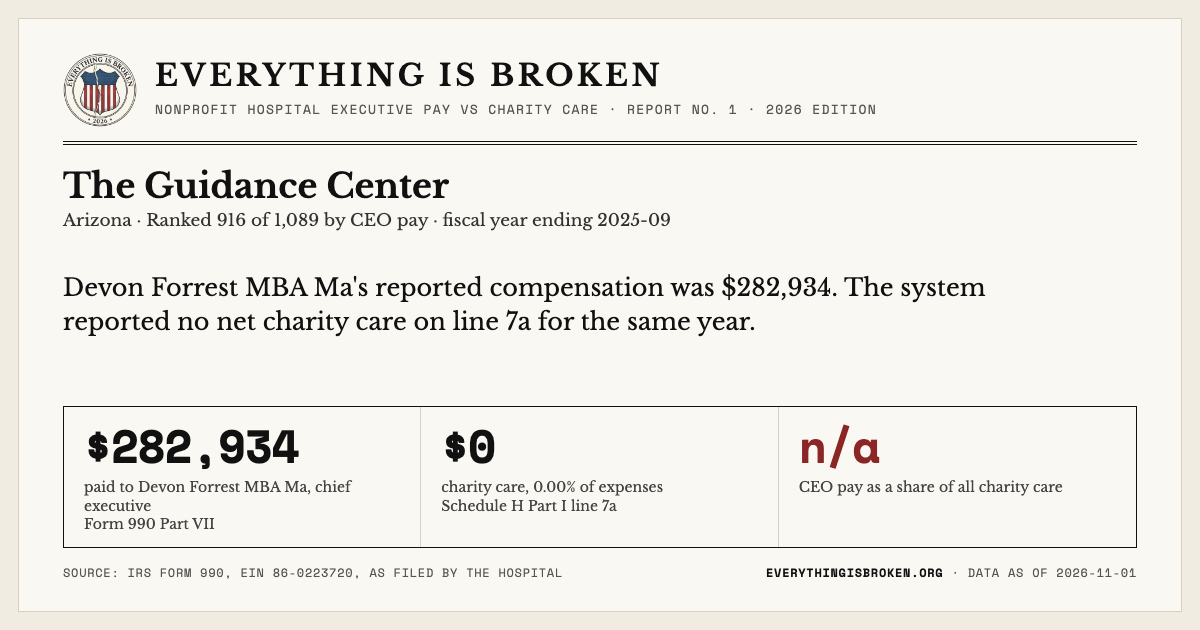 EVERYTHING IS BROKEN
2026
EVERYTHING IS BROKEN
NONPROFIT HOSPITAL EXECUTIVE PAY VS CHARITY CARE · REPORT NO. 1 · 2026 EDITION
The Guidance Center
Arizona · Ranked 916 of 1,089 by CEO pay · fiscal year ending 2025-09
Devon Forrest MBA Ma's reported compensation was $282,934. The system
reported no net charity care on line 7a for the same year.
$282,934
paid to Devon Forrest MBA Ma, chief
executive
Form 990 Part VII
$0
charity care, 0.00% of expenses
Schedule H Part I line 7a
n/a
CEO pay as a share of all charity care
SOURCE: IRS FORM 990, EIN 86-0223720, AS FILED BY THE HOSPITAL
EVERYTHINGISBROKEN.ORG · DATA AS OF 2026-11-01